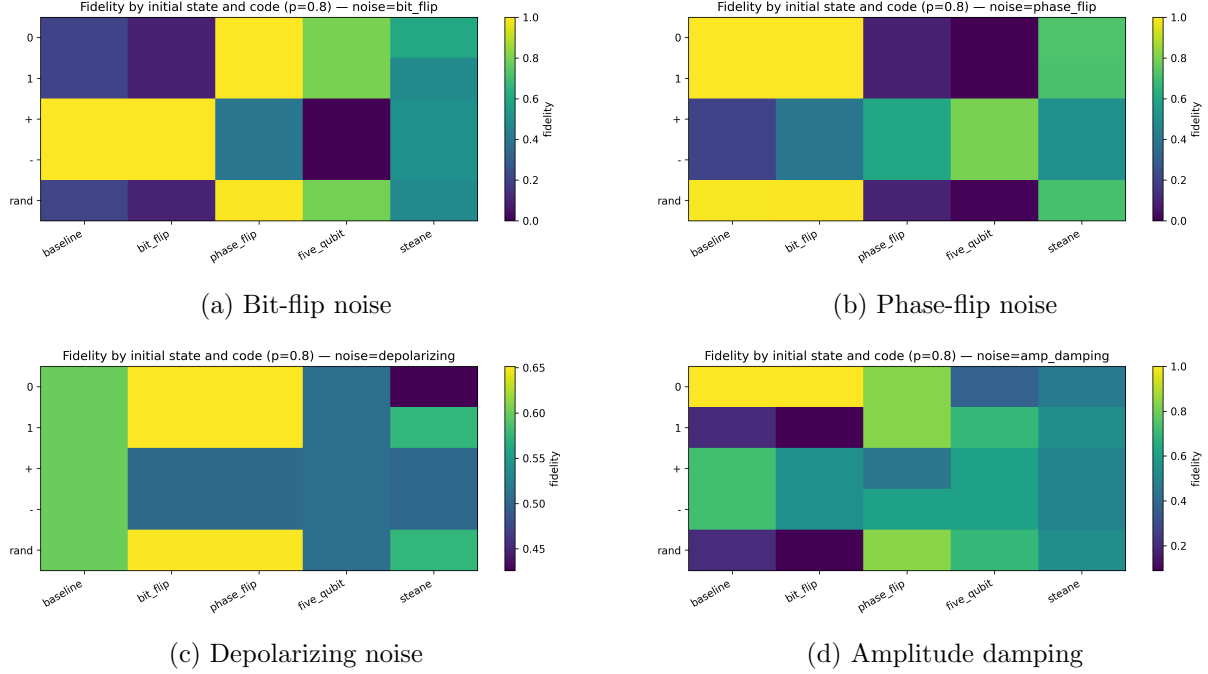 Fidelity by initial state and code (p=0.8) — noise=bit_flip
0
1
+
-
rand
baseline
bit_flip
phase_flip
five_qubit
steane
1.0
0.8
0.6
0.4
0.2
0.0
fidelity
(a) Bit-flip noise
Fidelity by initial state and code (p=0.8) — noise=phase_flip
0
1
+
-
rand
baseline
bit_flip
phase_flip
five_qubit
steane
1.0
0.8
0.6
0.4
0.2
0.0
fidelity
(b) Phase-flip noise
Fidelity by initial state and code (p=0.8) — noise=depolarizing
0
1
+
-
rand
baseline
bit_flip
phase_flip
five_qubit
steane
0.65
0.60
0.55
0.50
0.45
fidelity
(c) Depolarizing noise
Fidelity by initial state and code (p=0.8) — noise=amp_damping
0
1
+
-
rand
baseline
bit_flip
phase_flip
five_qubit
steane
1.0
0.8
0.6
0.4
0.2
fidelity
(d) Amplitude damping